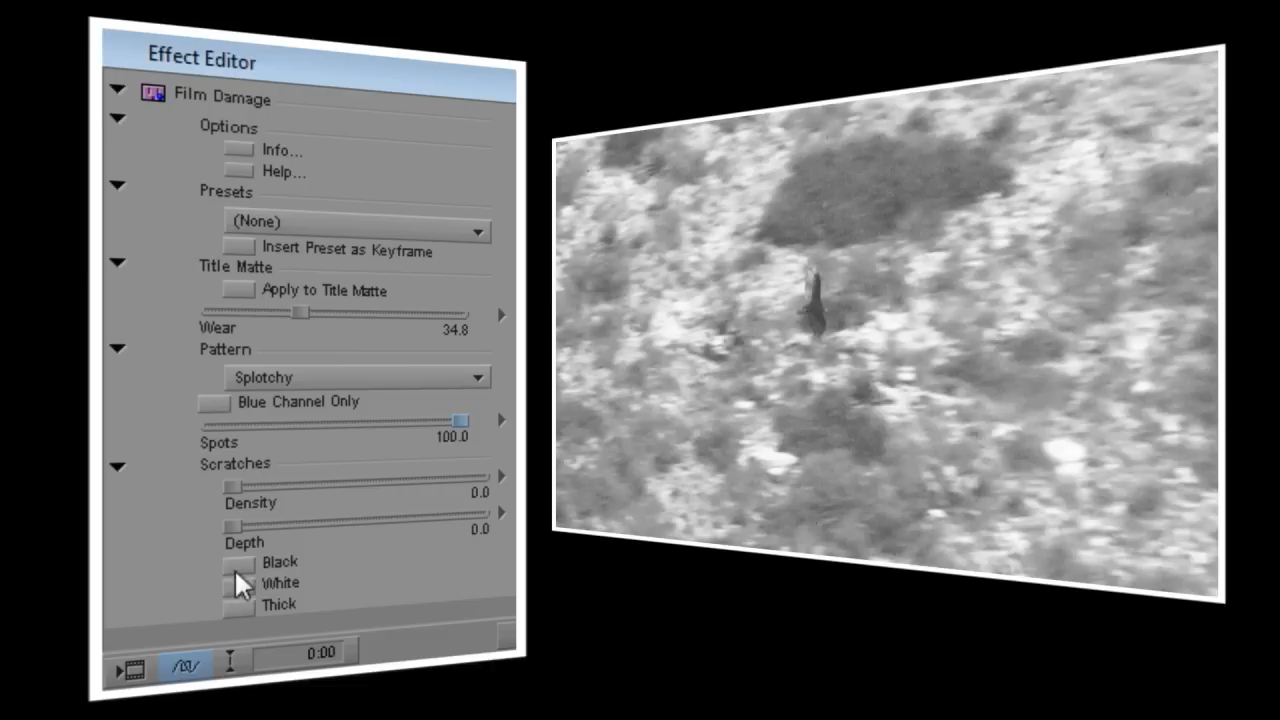 Effect Editor
Film Damage
Options
Info...
Help...
Presets
(None)
Insert Preset as Keyframe
Title Matte
Apply to Title Matte
Wear 34.8
Pattern
Splotchy
Blue Channel Only
Spots 100.0
Scratches
Density 0.0
Depth 0.0
Black
White
Thick
0:00